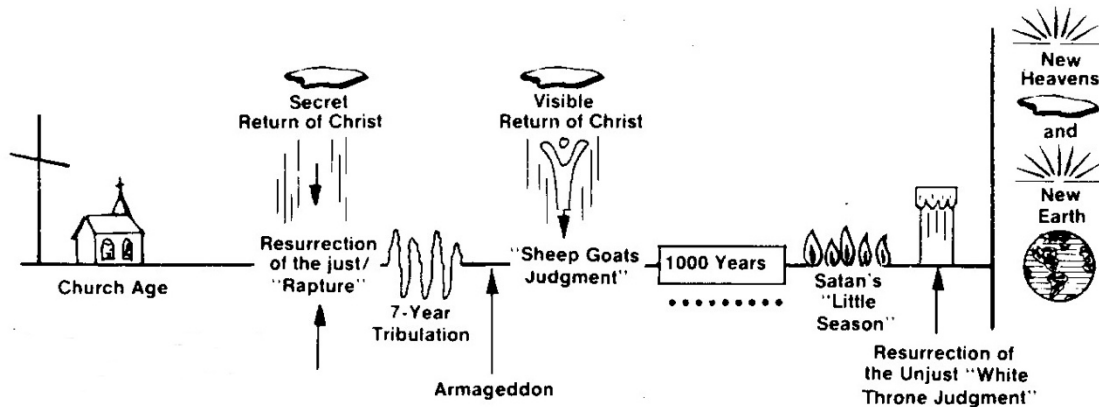 Church Age
Secret
Return of Christ
Resurrection
of the just/
"Rapture"
7-Year
Tribulation
Armageddon
Visible
Return of Christ
"Sheep Goats
Judgment"
1000 Years
Satan's
"Little
Season"
Resurrection of
the Unjust "White
Throne Judgment"
New
Heavens
and
New
Earth